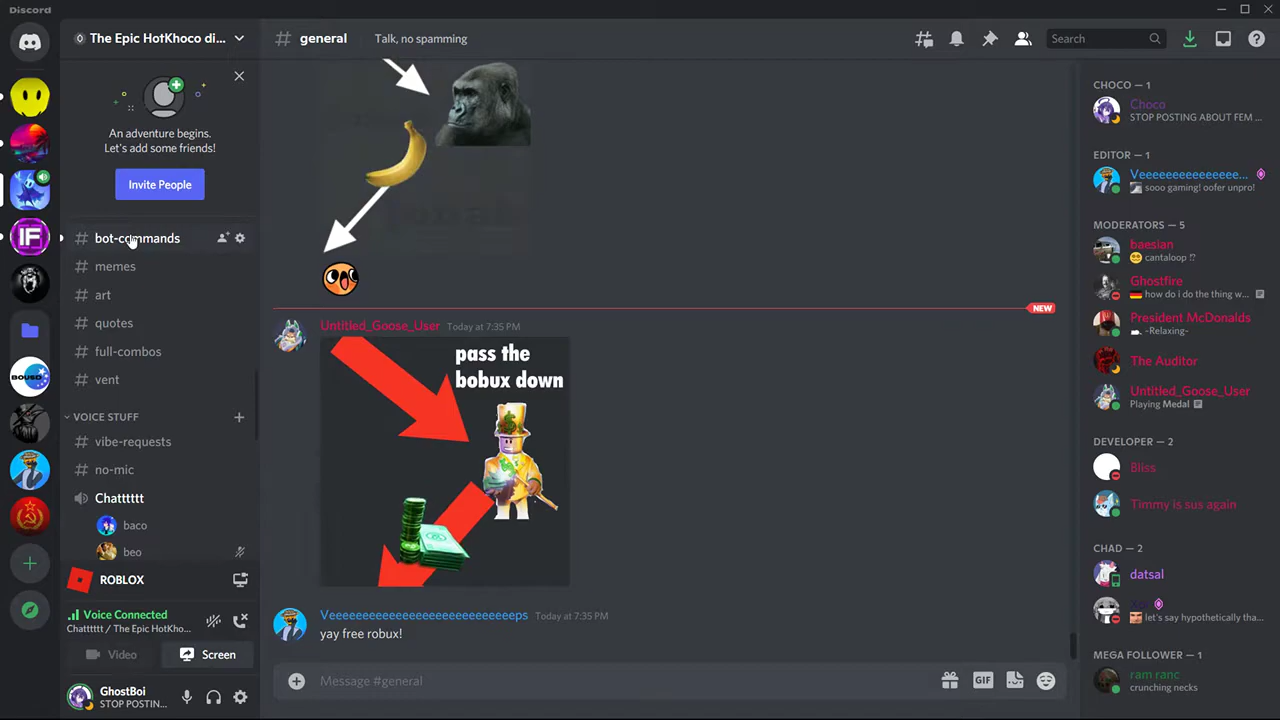 Discord
The Epic HotKhoco di...
general
Talk, no spamming
Search
An adventure begins.
Let's add some friends!
Invite People
bot-commands
memes
art
quotes
full-combos
vent
VOICE STUFF
vibe-requests
no-mic
Chatttttt
baco
beo
ROBLOX
Voice Connected
Chatttttt / The Epic HotKho...
Video
Screen
GhostBoi
STOP POSTIN...
IF
BOUSD
NEW
Untitled_Goose_User Today at 7:35 PM
pass the
bobux down
Veeeeeeeeeeeeeeeeeeeeeeeeeeps Today at 7:35 PM
yay free robux!
Message #general
GIF
CHOCO — 1
Choco
STOP POSTING ABOUT FEM ...
EDITOR — 1
Veeeeeeeeeeeeeee...
sooo gaming! oofer unpro!
MODERATORS — 5
baesian
cantaloop !?
Ghostfire
how do i do the thing w...
President McDonalds
-Relaxing-
The Auditor
Untitled_Goose_User
Playing Medal
DEVELOPER — 2
Bliss
Timmy is sus again
CHAD — 2
datsal
let's say hypothetically tha...
MEGA FOLLOWER — 1
ram ranc
crunching necks